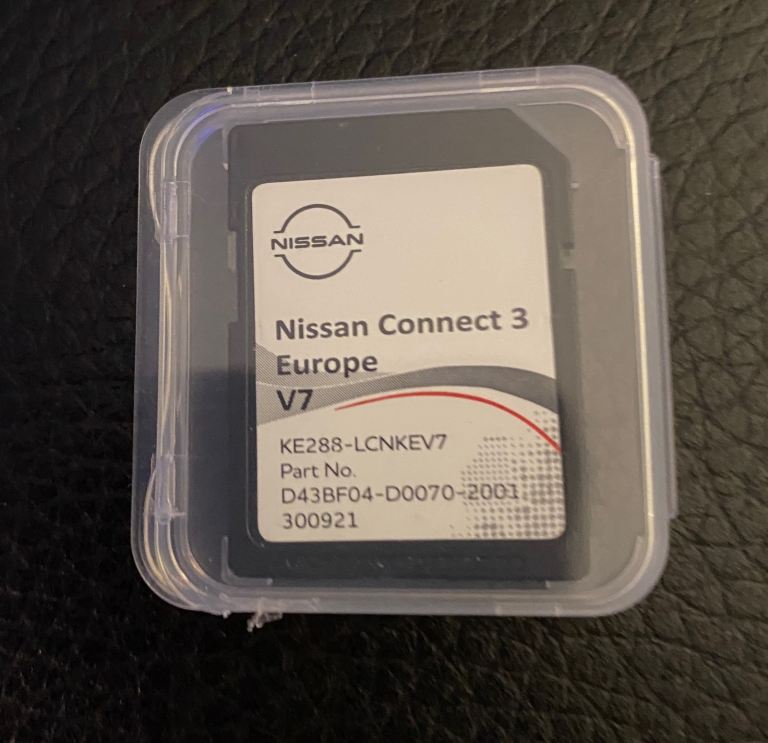 NISSAN
Nissan Connect 3
Europe
V7
KE288-LCNKEV7
Part No.
D43BF04-D0070-2001
300921